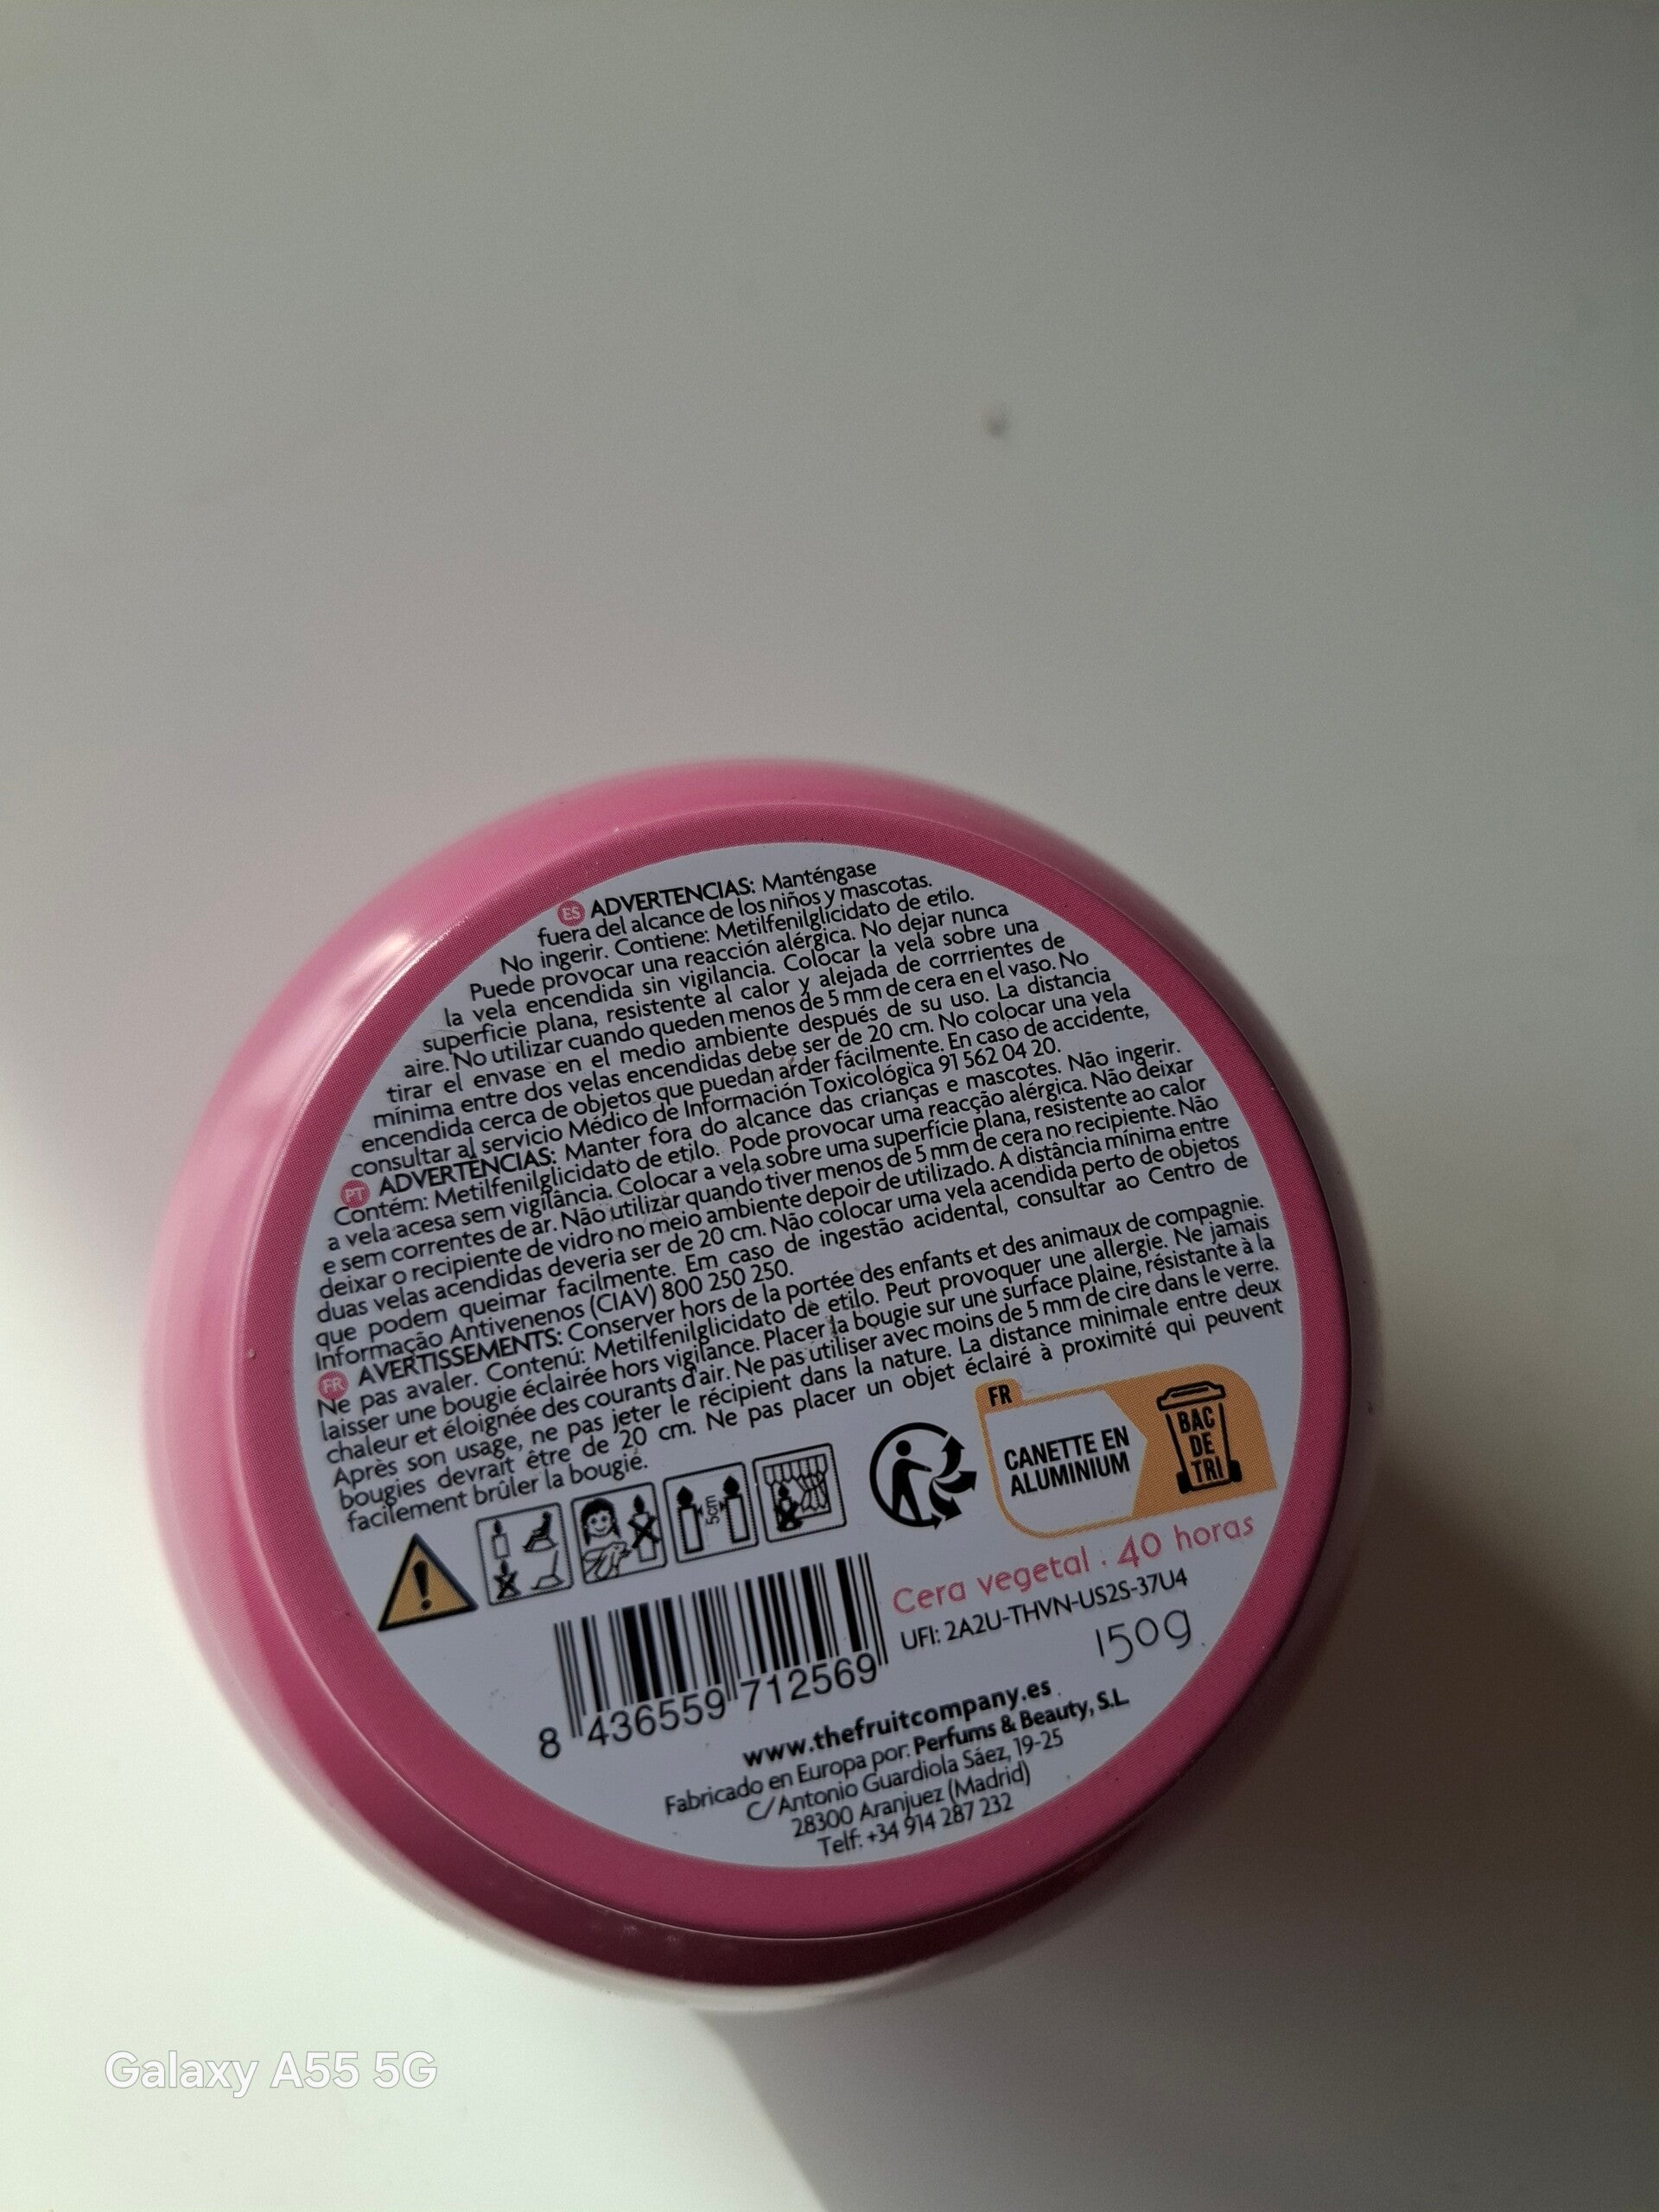 ES ADVERTENCIAS: Manténgase
fuera del alcance de los niños y mascotas.
No ingerir. Contiene: Metilfenilglicidato de etilo.
Puede provocar una reacción alérgica. No dejar nunca
la vela encendida sin vigilancia. Colocar la vela sobre una
superficie plana, resistente al calor y alejada de corrrientes de
aire. No utilizar cuando queden menos de 5 mm de cera en el vaso. No
tirar el envase en el medio ambiente después de su uso. La distancia
mínima entre dos velas encendidas debe ser de 20 cm. No colocar una vela
encendida cerca de objetos que puedan arder fácilmente. En caso de accidente,
consultar al servicio Médico de Información Toxicológica 91 562 04 20.
PT ADVERTÊNCIAS: Manter fora do alcance das crianças e mascotes. Não ingerir.
Contém: Metilfenilglicidato de etilo. Pode provocar uma reacção alérgica. Não deixar
a vela acesa sem vigilância. Colocar a vela sobre uma superfície plana, resistente ao calor
e sem correntes de ar. Não utilizar quando tiver menos de 5 mm de cera no recipiente. Não
deixar o recipiente de vidro no meio ambiente depoir de utilizado. A distância mínima entre
duas velas acendidas deveria ser de 20 cm. Não colocar uma vela acendida perto de objetos
que podem queimar facilmente. Em caso de ingestão acidental, consultar ao Centro de
Informação Antivenenos (CIAV) 800 250 250.
FR AVERTISSEMENTS: Conserver hors de la portée des enfants et des animaux de compagnie.
Ne pas avaler. Contenú: Metilfenilglicidato de etilo. Peut provoquer une allergie. Ne jamais
laisser une bougie éclairée hors vigilance. Placer la bougie sur une surface plaine, résistante à la
chaleur et éloignée des courants d'air. Ne pas utiliser avec moins de 5 mm de cire dans le verre.
Après son usage, ne pas jeter le récipient dans la nature. La distance minimale entre deux
bougies devrait être de 20 cm. Ne pas placer un objet éclairé à proximité qui peuvent
facilement brûler la bougie.
5cm
FR
CANETTE EN
ALUMINIUM
BAC
DE
TRI
Cera vegetal · 40 horas
UFI: 2A2U-THVN-US2S-37U4
150g
8 436559 712569
www.thefruitcompany.es
Fabricado en Europa por: Perfums & Beauty, S.L.
C/Antonio Guardiola Sáez, 19-25
28300 Aranjuez (Madrid)
Telf: +34 914 287 232
Galaxy A55 5G